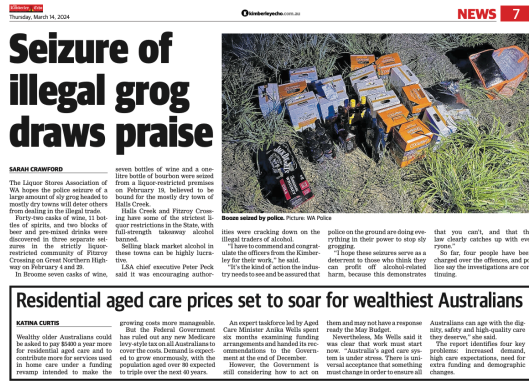 Thursday, March 14, 2024
kimberleyecho.com.au
NEWS 7
Seizure of
illegal grog
draws praise
SARAH CRAWFORD
The Liquor Stores Association of
WA hopes the police seizure of a
large amount of sly grog headed to
mostly dry towns will deter others
from dealing in the illegal trade.
Forty-two casks of wine, 11 bot-
tles of spirits, and two blocks of
beer and pre-mixed drinks were
discovered in three separate sei-
zures in the strictly liquor-
restricted community of Fitzroy
Crossing on Great Northern High-
way on February 4 and 29.
In Broome seven casks of wine,
seven bottles of wine and a one-
litre bottle of bourbon were seized
from a liquor-restricted premises
on February 19, believed to be
bound for the mostly dry town of
Halls Creek.
Halls Creek and Fitzroy Cross-
ing have some of the strictest li-
quor restrictions in the State, with
full-strength takeaway alcohol
banned.
Selling black market alcohol in
these towns can be highly lucra-
tive.
LSA chief executive Peter Peck
said it was encouraging author-
Booze seized by police. Picture: WA Police
ities were cracking down on the
illegal traders of alcohol.
"I have to commend and congrat-
ulate the officers from the Kimber-
ley for their work," he said.
"It's the kind of action the indus-
try needs to see and be assured that
police on the ground are doing eve-
rything in their power to stop sly
grogging.
"I hope these seizures serve as a
deterrent to those who think they
can profit off alcohol-related
harm, because this demonstrates
that you can't, and that th
law clearly catches up with eve
ryone."
So far, four people have been
charged over the offences, and po
lice say the investigations are con
tinuing.
Residential aged care prices set to soar for wealthiest Australians
KATINA CURTIS
Wealthy older Australians could
be asked to pay $5400 a year more
for residential aged care and to
contribute more for services used
in home care under a funding
revamp intended to make the
growing costs more manageable.
But the Federal Government
has ruled out any new Medicare
levy-style tax on all Australians to
cover the costs. Demand is expect-
ed to grow enormously, with the
population aged over 80 expected
to triple over the next 40 years.
An expert taskforce led by Aged
Care Minister Anika Wells spent
six months examining funding
arrangements and handed its rec-
ommendations to the Govern-
ment at the end of December.
However, the Government is
still considering how to act on
them and may not have a response
ready the May Budget.
Nevertheless, Ms Wells said it
was clear that work must start
now. "Australia's aged care sys-
tem is under stress. There is uni-
versal acceptance that something
must change in order to ensure all
Australians can age with the dig-
nity, safety and high-quality care
they deserve," she said.
The report identifies four key
problems: increased demand,
high care expectations, need for
extra funding and demographic
changes.